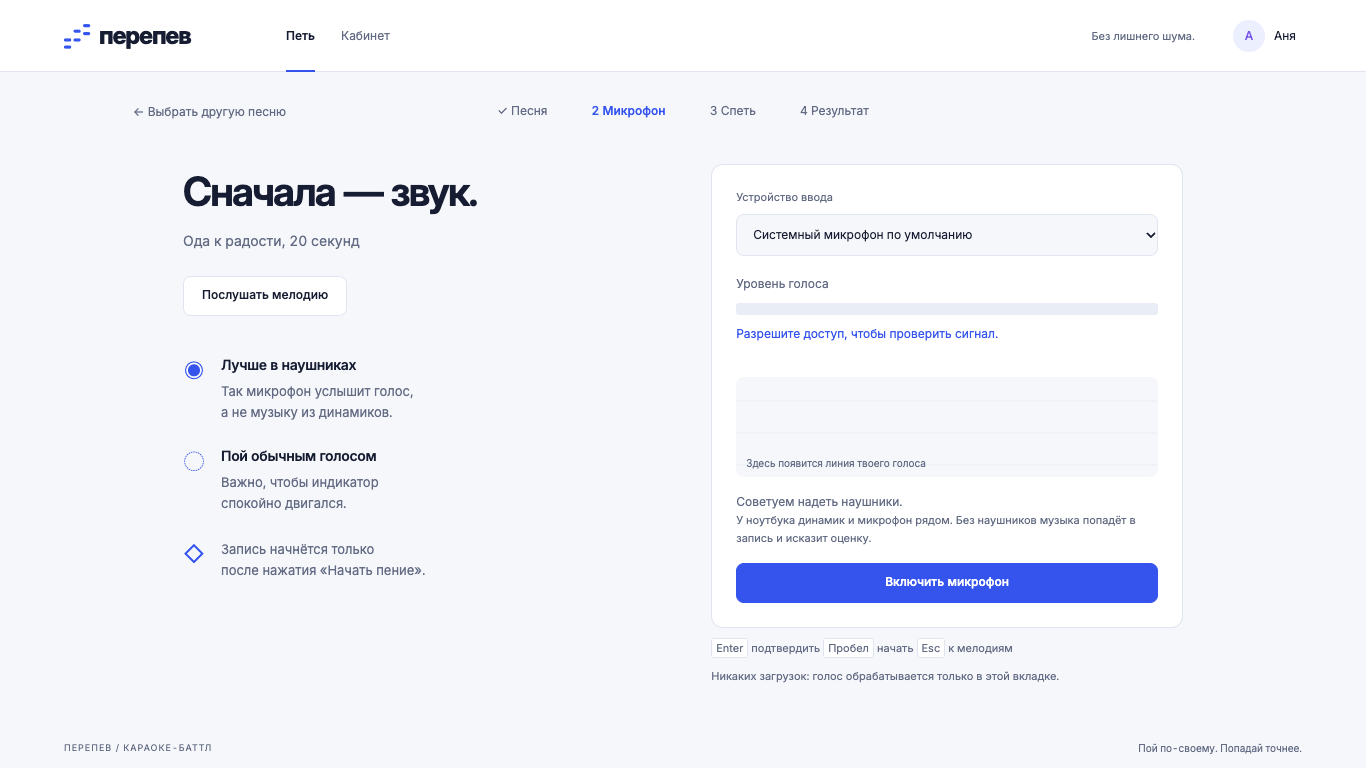 перепев
Петь
Кабинет
Без лишнего шума.
А
Аня
← Выбрать другую песню
✓ Песня
2 Микрофон
3 Спеть
4 Результат
Сначала — звук.
Ода к радости, 20 секунд
Послушать мелодию
Лучше в наушниках
Так микрофон услышит голос,
а не музыку из динамиков.
Пой обычным голосом
Важно, чтобы индикатор
спокойно двигался.
Запись начнётся только
после нажатия «Начать пение».
Устройство ввода
Системный микрофон по умолчанию
Уровень голоса
Разрешите доступ, чтобы проверить сигнал.
Здесь появится линия твоего голоса
Советуем надеть наушники.
У ноутбука динамик и микрофон рядом. Без наушников музыка попадёт в
запись и исказит оценку.
Включить микрофон
Enter подтвердить Пробел начать Esc к мелодиям
Никаких загрузок: голос обрабатывается только в этой вкладке.
ПЕРЕПЕВ / КАРАОКЕ-БАТТЛ
Пой по-своему. Попадай точнее.